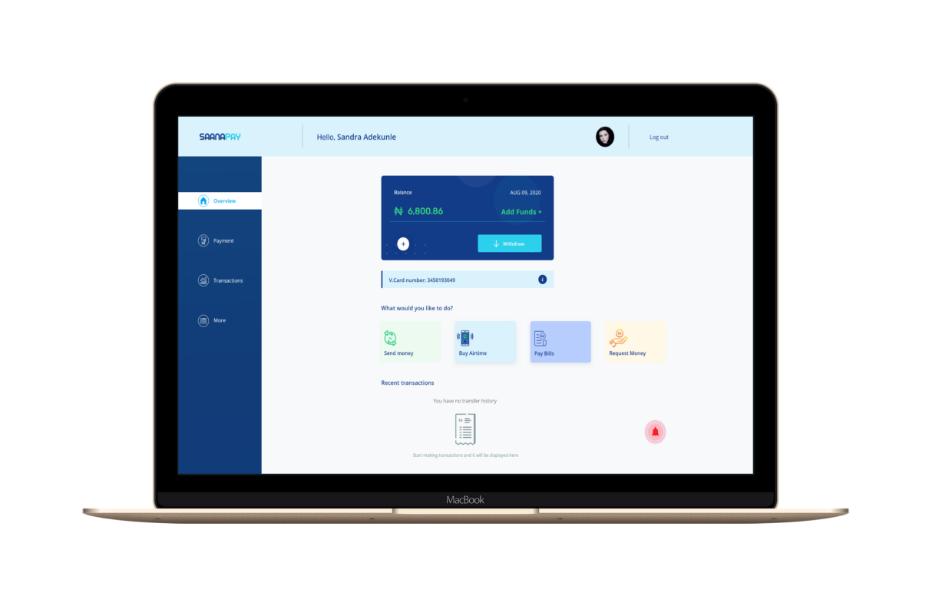 SAANAPAY
Hello, Sandra Adekunle
Log out
Overview
Payment
Transactions
More
Balance
AUG 09, 2020
₦ 6,800.86
Add Funds +
Withdraw
V.Card number: 3450193049
What would you like to do?
Send money
Buy Airtime
Pay Bills
Request Money
Recent transactions
You have no transfer history
Start making transactions and it will be displayed here
MacBook